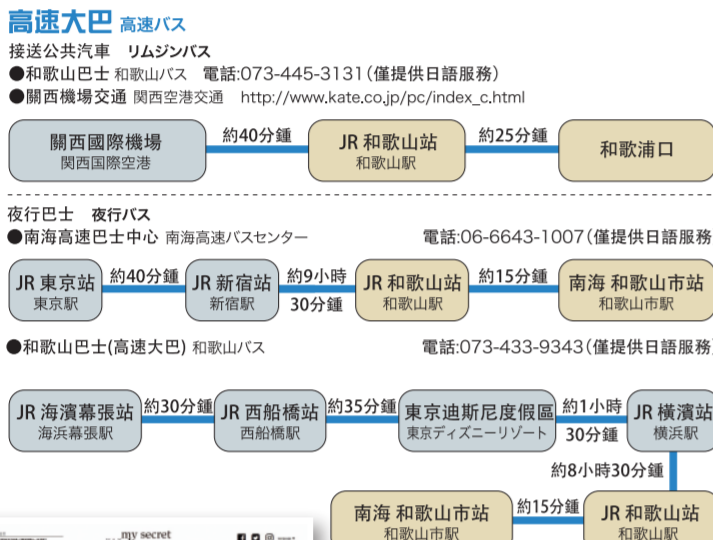 高速大巴 高速バス
接送公共汽車 リムジンバス
●和歌山巴士 和歌山バス 電話:073-445-3131(僅提供日語服務)
●關西機場交通 関西空港交通 http://www.kate.co.jp/pc/index_c.html
關西國際機場 約40分鍾 JR 和歌山站 約25分鍾 和歌浦口
関西国際空港 和歌山駅
夜行巴士 夜行バス
●南海高速巴士中心 南海高速バスセンター 電話:06-6643-1007(僅提供日語服務
JR 東京站 約40分鍾 JR 新宿站 約9小時 JR 和歌山站 約15分鍾 南海 和歌山市站
東京駅 新宿駅 30分鍾 和歌山駅 和歌山市駅
●和歌山巴士(高速大巴) 和歌山バス 電話:073-433-9343(僅提供日語服務)
JR 海濱幕張站 約30分鍾 JR 西船橋站 約35分鍾 東京迪斯尼度假區 約1小時 JR 橫濱站
海浜幕張駅 西船橋駅 東京ディズニーリゾート 30分鍾 横浜駅
約8小時30分鍾
南海 和歌山市站 約15分鍾 JR 和歌山站
和歌山市駅 和歌山駅
my secret